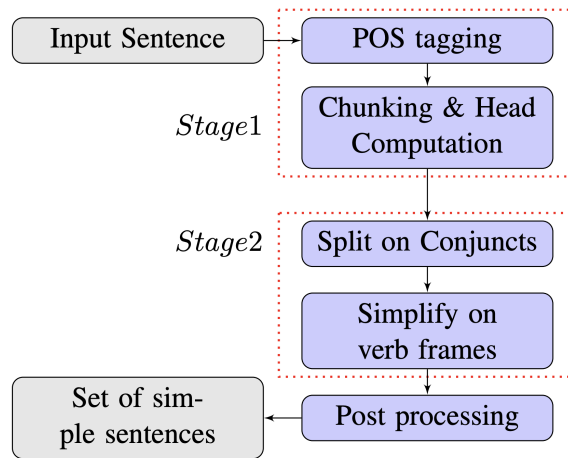 Input Sentence
POS tagging
Stage1
Chunking & Head
Computation
Stage2
Split on Conjuncts
Simplify on
verb frames
Set of sim-
ple sentences
Post processing